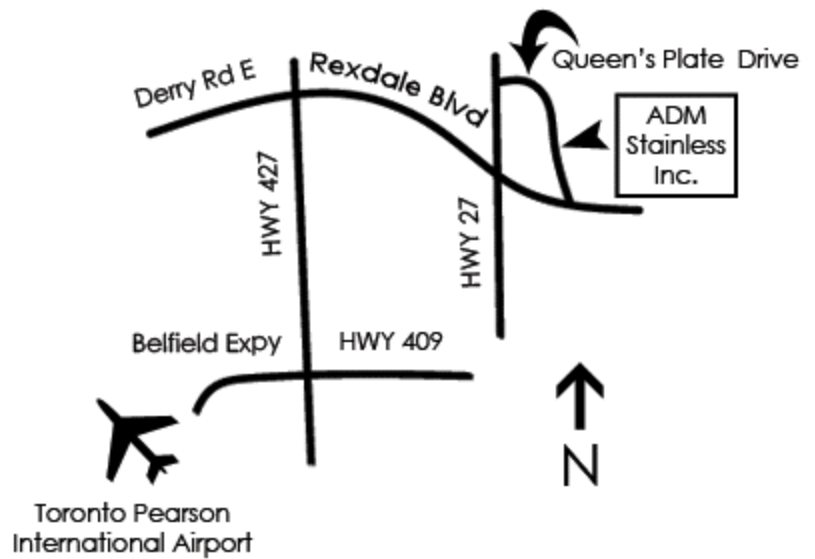 Derry Rd E
Rexdale Blvd
Queen's Plate Drive
ADM
Stainless
Inc.
HWY 427
HWY 27
Belfield Expy
HWY 409
N
Toronto Pearson
International Airport